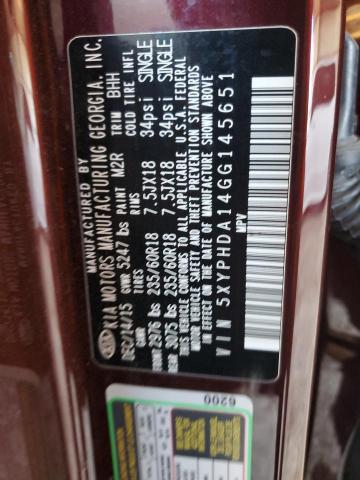 MANUFACTURED BY
KIA KIA MOTORS MANUFACTURING GEORGIA, INC.
DEC/14/15 PAINT M2R TRIM BHH
GVWR 5247 lbs
TIRES RIMS COLD TIRE INFL
2976 lbs 235/60R18 7.5JX18 34psi SINGLE
3075 lbs 235/60R18 7.5JX18 34psi SINGLE
THIS VEHICLE CONFORMS TO ALL APPLICABLE U.S.A. FEDERAL
MOTOR VEHICLE SAFETY AND THEFT PREVENTION STANDARDS
IN EFFECT ON THE DATE OF MANUFACTURE SHOWN ABOVE
VIN 5XYPHDA14GG145651
MPV
6200